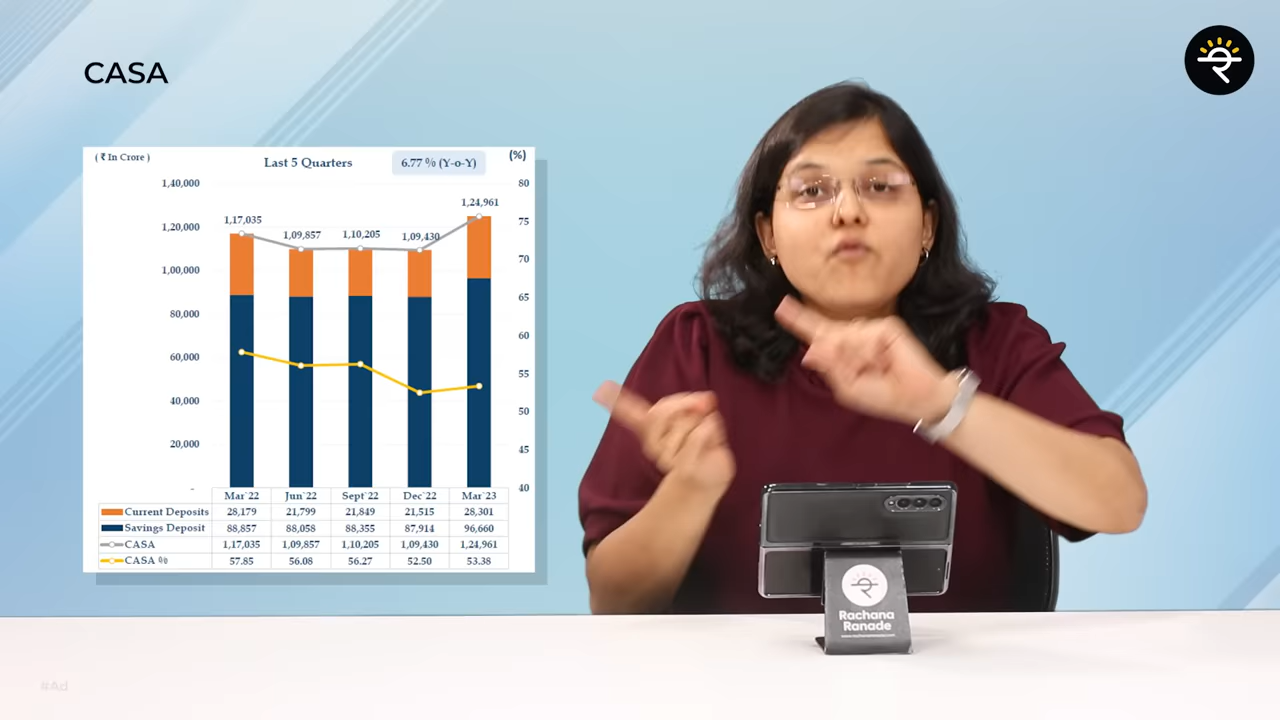 CASA
( ₹ In Crore )
Last 5 Quarters
6.77 % (Y-o-Y)
(%)
1,40,000
1,20,000
1,00,000
80,000
60,000
40,000
20,000
-
80
75
70
65
60
55
50
45
40
1,17,035
1,09,857
1,10,205
1,09,430
1,24,961
Mar`22 Jun`22 Sept`22 Dec`22 Mar`23
Current Deposits 28,179 21,799 21,849 21,515 28,301
Savings Deposit 88,857 88,058 88,355 87,914 96,660
CASA 1,17,035 1,09,857 1,10,205 1,09,430 1,24,961
CASA % 57.85 56.08 56.27 52.50 53.38
Rachana
Ranade
#Ad